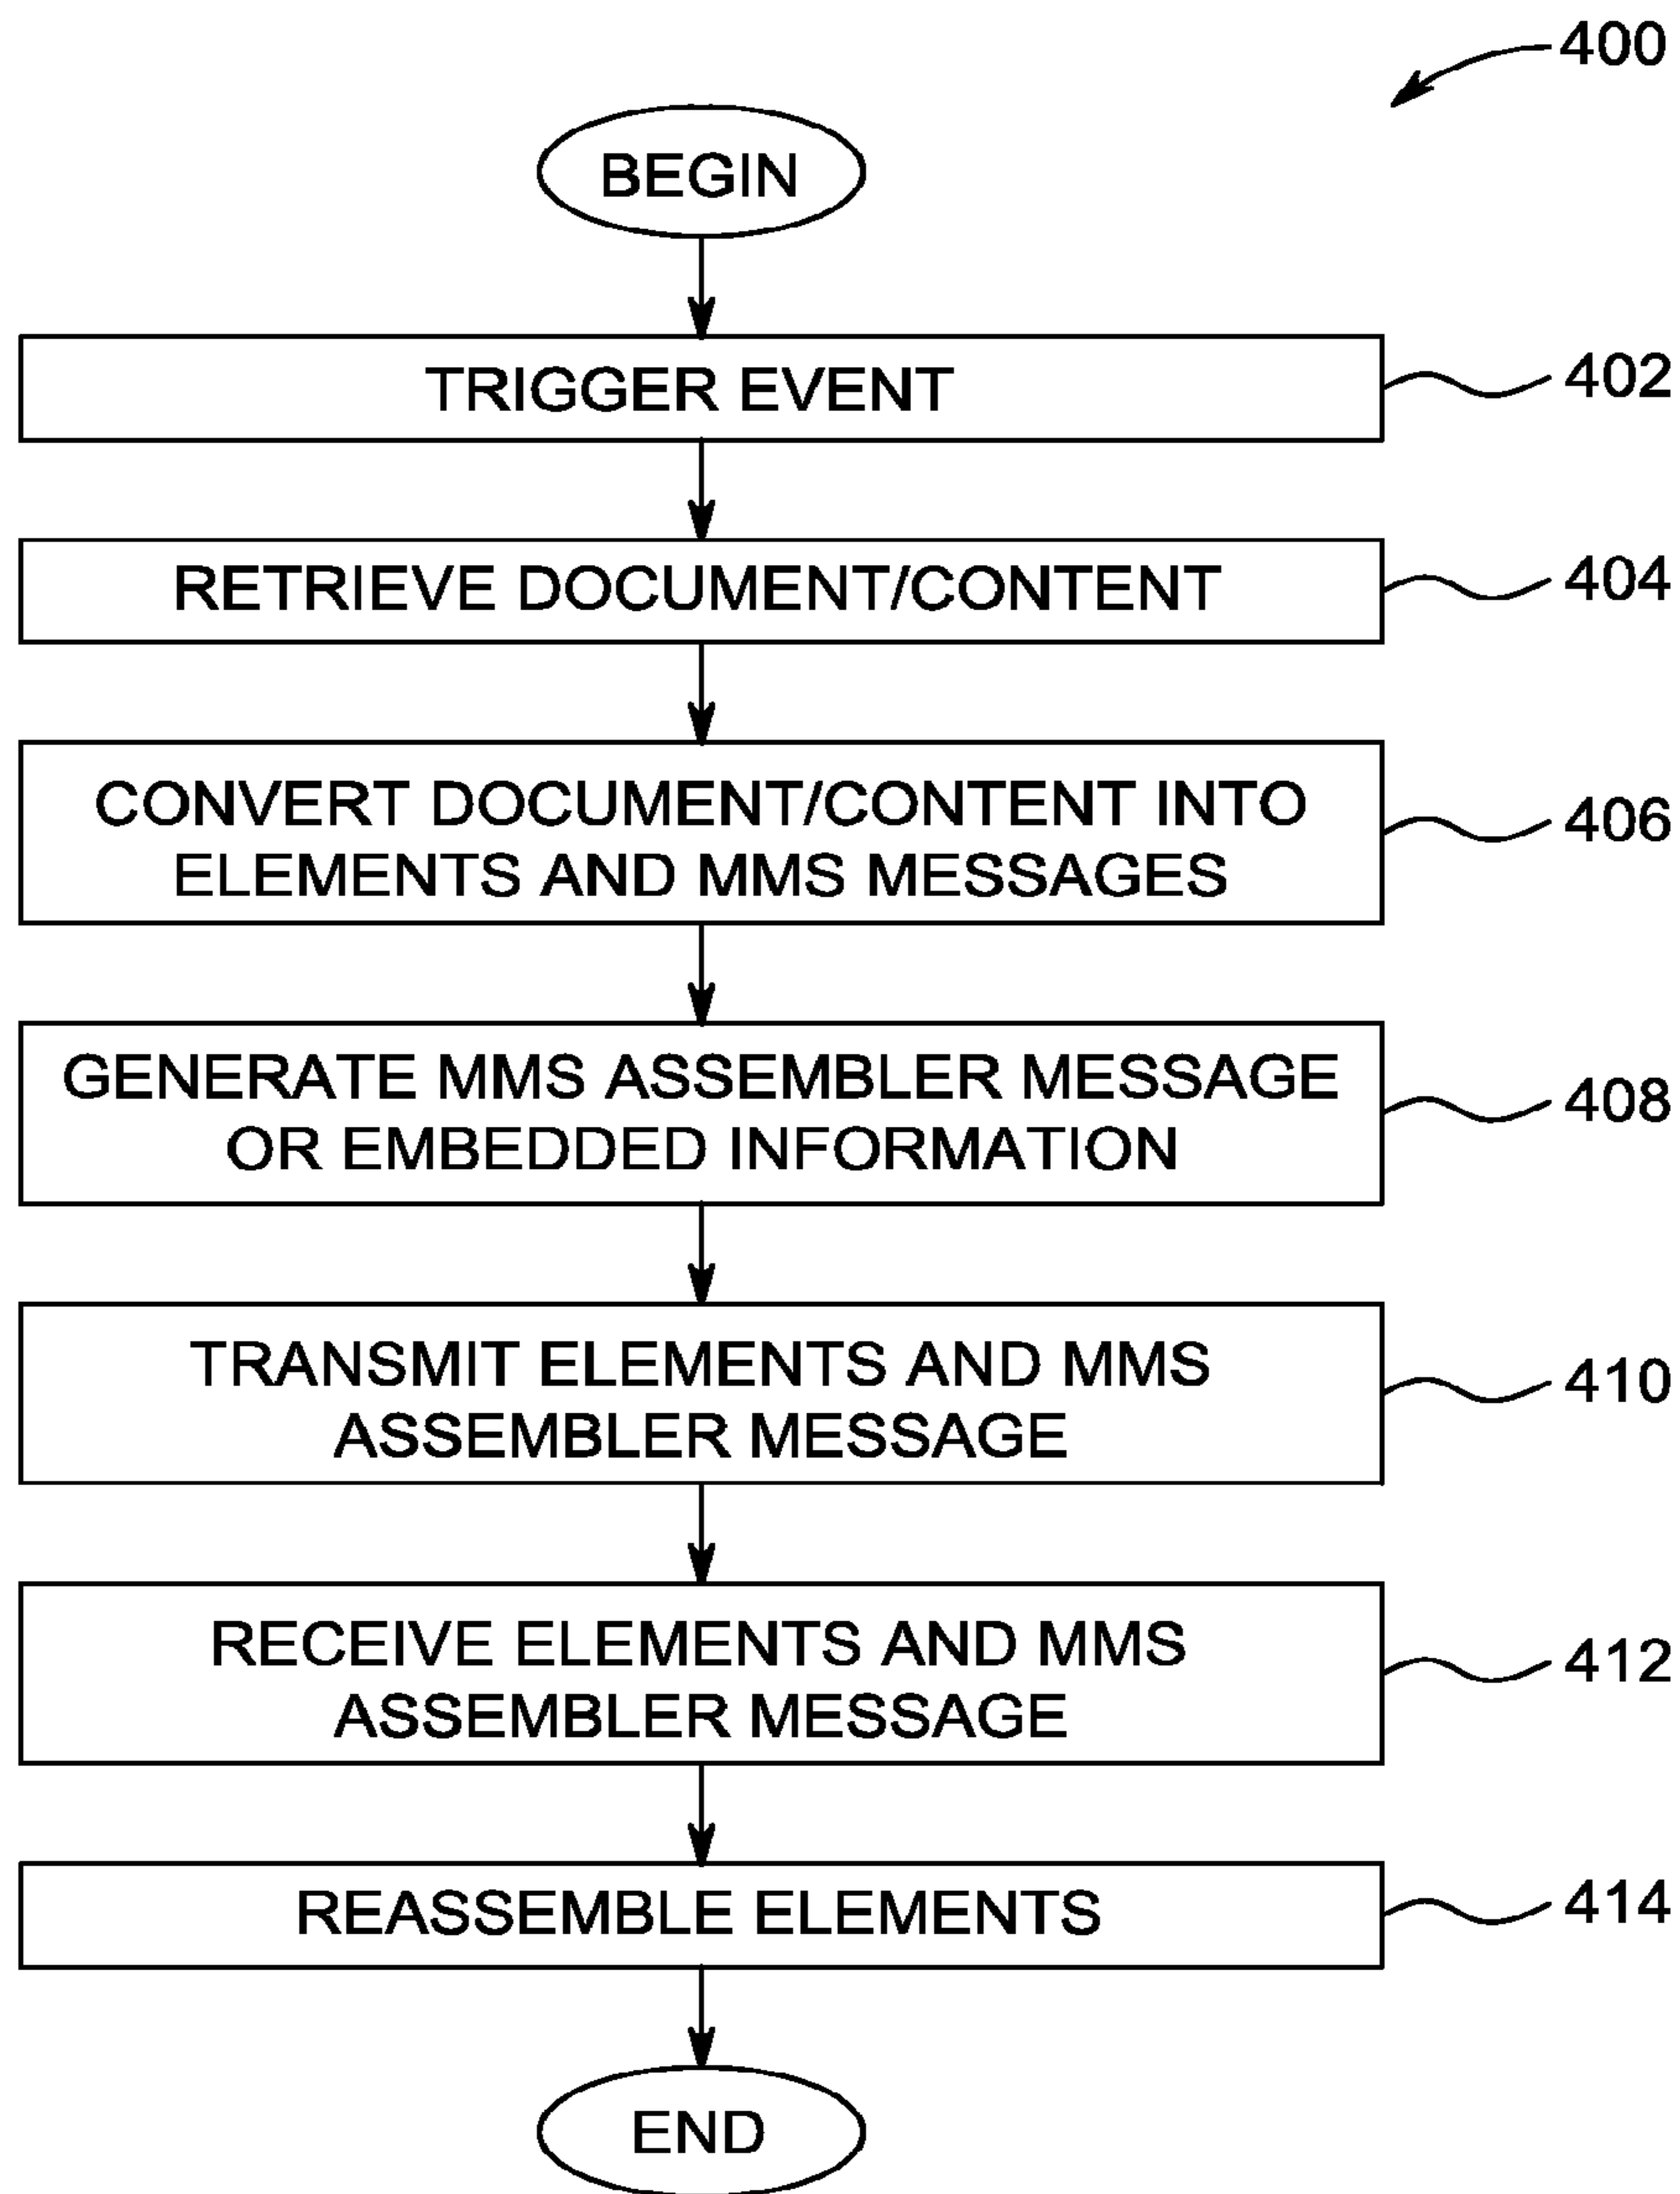 400
BEGIN
TRIGGER EVENT
402
RETRIEVE DOCUMENT/CONTENT
404
CONVERT DOCUMENT/CONTENT INTO
ELEMENTS AND MMS MESSAGES
406
GENERATE MMS ASSEMBLER MESSAGE
OR EMBEDDED INFORMATION
408
TRANSMIT ELEMENTS AND MMS
ASSEMBLER MESSAGE
410
RECEIVE ELEMENTS AND MMS
ASSEMBLER MESSAGE
412
REASSEMBLE ELEMENTS
414
END